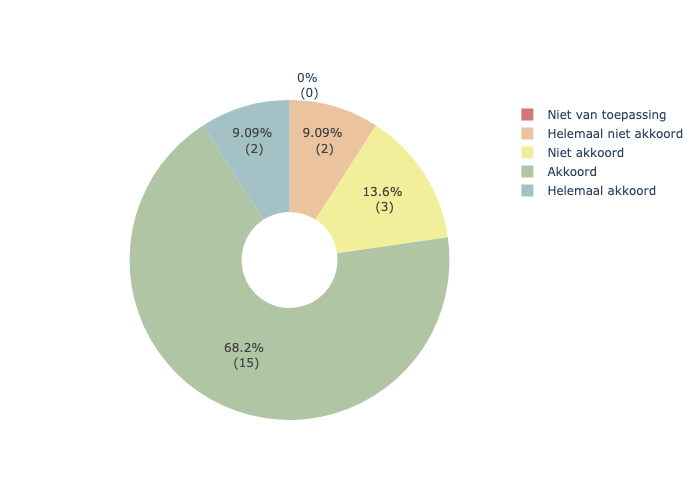 0%
(0)
9.09%
(2)
9.09%
(2)
13.6%
(3)
68.2%
(15)
Niet van toepassing
Helemaal niet akkoord
Niet akkoord
Akkoord
Helemaal akkoord